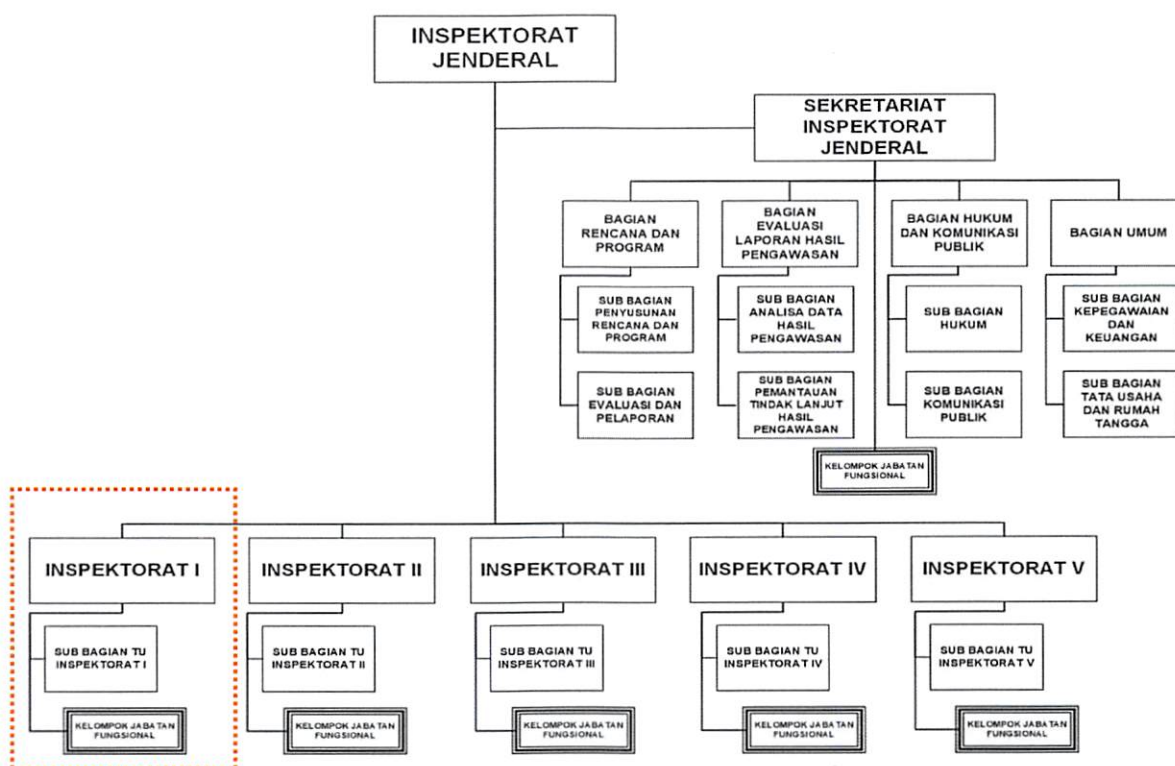 INSPEKTORAT
JENDERAL
SEKRETARIAT
INSPEKTORAT
JENDERAL
BAGIAN
RENCANA DAN
PROGRAM
BAGIAN
EVALUASI
LAPORAN HASIL
PENGAWASAN
BAGIAN HUKUM
DAN KOMUNIKASI
PUBLIK
BAGIAN UMUM
SUB BAGIAN
PENYUSUNAN
RENCANA DAN
PROGRAM
SUB BAGIAN
ANALISA DATA
HASIL
PENGAWASAN
SUB BAGIAN
HUKUM
SUB BAGIAN
KEPEGAWAIAN
DAN
KEUANGAN
SUB BAGIAN
EVALUASI DAN
PELAPORAN
SUB BAGIAN
PEMANTAUAN
TINDAK LANJUT
HASIL
PENGAWASAN
SUB BAGIAN
KOMUNIKASI
PUBLIK
SUB BAGIAN
TATA USAHA
DAN RUMAH
TANGGA
KELOMPOK JABATAN
FUNGSIONAL
INSPEKTORAT I
INSPEKTORAT II
INSPEKTORAT III
INSPEKTORAT IV
INSPEKTORAT V
SUB BAGIAN TU
INSPEKTORAT I
SUB BAGIAN TU
INSPEKTORAT II
SUB BAGIAN TU
INSPEKTORAT III
SUB BAGIAN TU
INSPEKTORAT IV
SUB BAGIAN TU
INSPEKTORAT V
KELOMPOK JABATAN
FUNGSIONAL
KELOMPOK JABATAN
FUNGSIONAL
KELOMPOK JABATAN
FUNGSIONAL
KELOMPOK JABATAN
FUNGSIONAL
KELOMPOK JABATAN
FUNGSIONAL